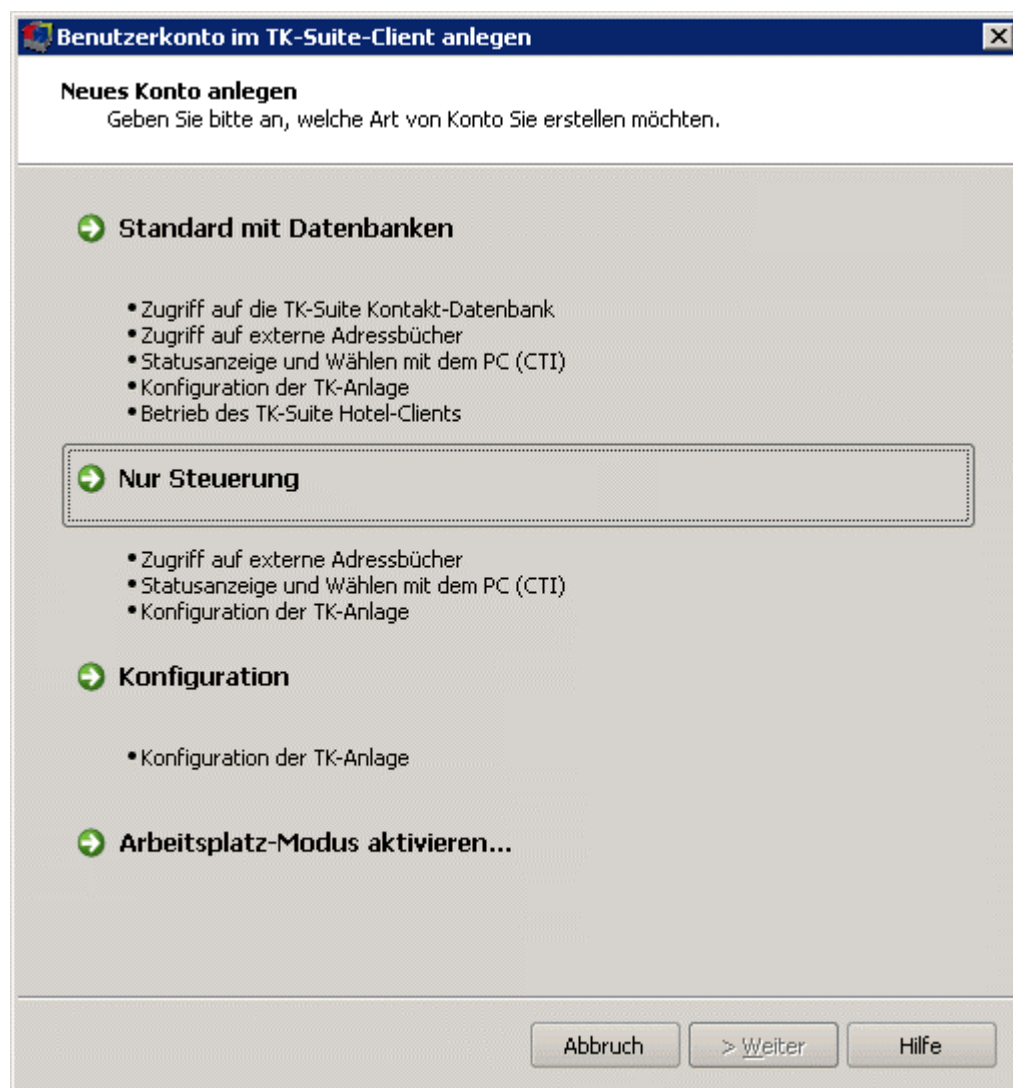 Benutzerkonto im TK-Suite-Client anlegen
Neues Konto anlegen
Geben Sie bitte an, welche Art von Konto Sie erstellen möchten.
Standard mit Datenbanken
• Zugriff auf die TK-Suite Kontakt-Datenbank
• Zugriff auf externe Adressbücher
• Statusanzeige und Wählen mit dem PC (CTI)
• Konfiguration der TK-Anlage
• Betrieb des TK-Suite Hotel-Clients
Nur Steuerung
• Zugriff auf externe Adressbücher
• Statusanzeige und Wählen mit dem PC (CTI)
• Konfiguration der TK-Anlage
Konfiguration
• Konfiguration der TK-Anlage
Arbeitsplatz-Modus aktivieren...
Abbruch > Weiter Hilfe